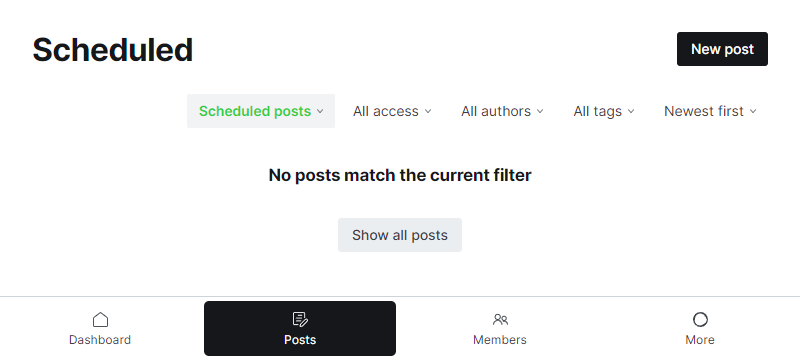 Scheduled
New post
Scheduled posts
All access
All authors
All tags
Newest first
No posts match the current filter
Show all posts
Dashboard
Posts
Members
More